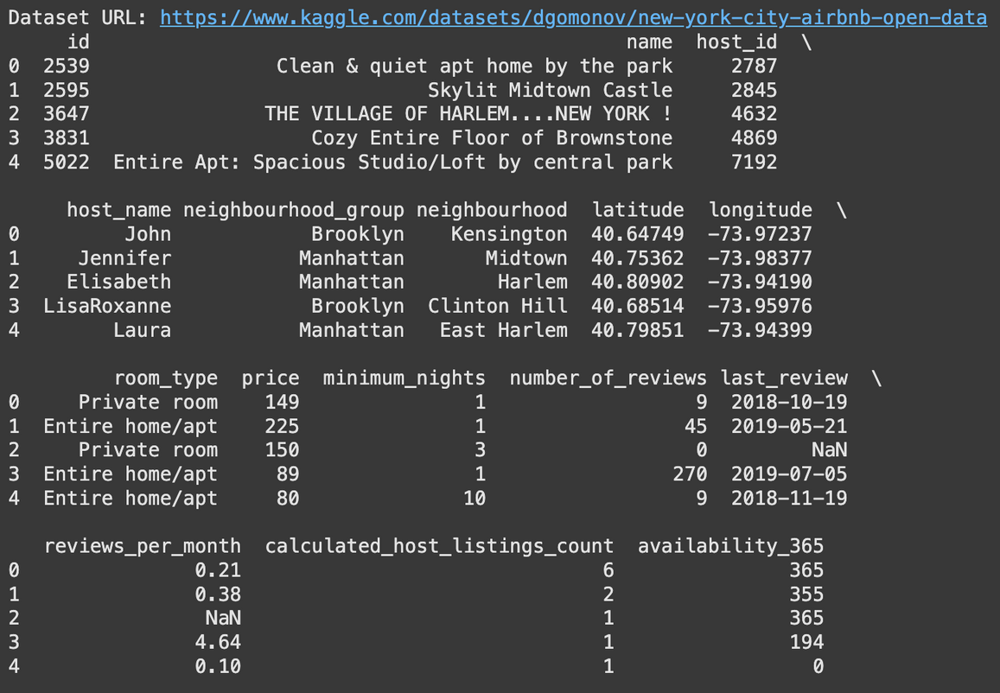 Dataset URL: https://www.kaggle.com/datasets/dgomonov/new-york-city-airbnb-open-data
id name host_id \
0 2539 Clean & quiet apt home by the park 2787
1 2595 Skylit Midtown Castle 2845
2 3647 THE VILLAGE OF HARLEM....NEW YORK ! 4632
3 3831 Cozy Entire Floor of Brownstone 4869
4 5022 Entire Apt: Spacious Studio/Loft by central park 7192
host_name neighbourhood_group neighbourhood latitude longitude \
0 John Brooklyn Kensington 40.64749 -73.97237
1 Jennifer Manhattan Midtown 40.75362 -73.98377
2 Elisabeth Manhattan Harlem 40.80902 -73.94190
3 LisaRoxanne Brooklyn Clinton Hill 40.68514 -73.95976
4 Laura Manhattan East Harlem 40.79851 -73.94399
room_type price minimum_nights number_of_reviews last_review \
0 Private room 149 1 9 2018-10-19
1 Entire home/apt 225 1 45 2019-05-21
2 Private room 150 3 0 NaN
3 Entire home/apt 89 1 270 2019-07-05
4 Entire home/apt 80 10 9 2018-11-19
reviews_per_month calculated_host_listings_count availability_365
0 0.21 6 365
1 0.38 2 355
2 NaN 1 365
3 4.64 1 194
4 0.10 1 0